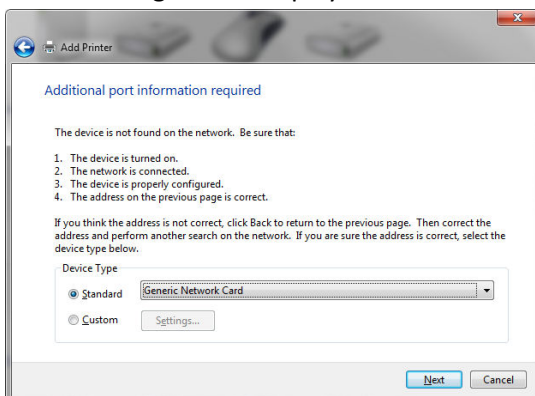 Add Printer
Additional port information required
The device is not found on the network. Be sure that:
1. The device is turned on.
2. The network is connected.
3. The device is properly configured.
4. The address on the previous page is correct.
If you think the address is not correct, click Back to return to the previous page. Then correct the
address and perform another search on the network. If you are sure the address is correct, select the
device type below.
Device Type
Standard Generic Network Card
Custom Settings...
Next Cancel